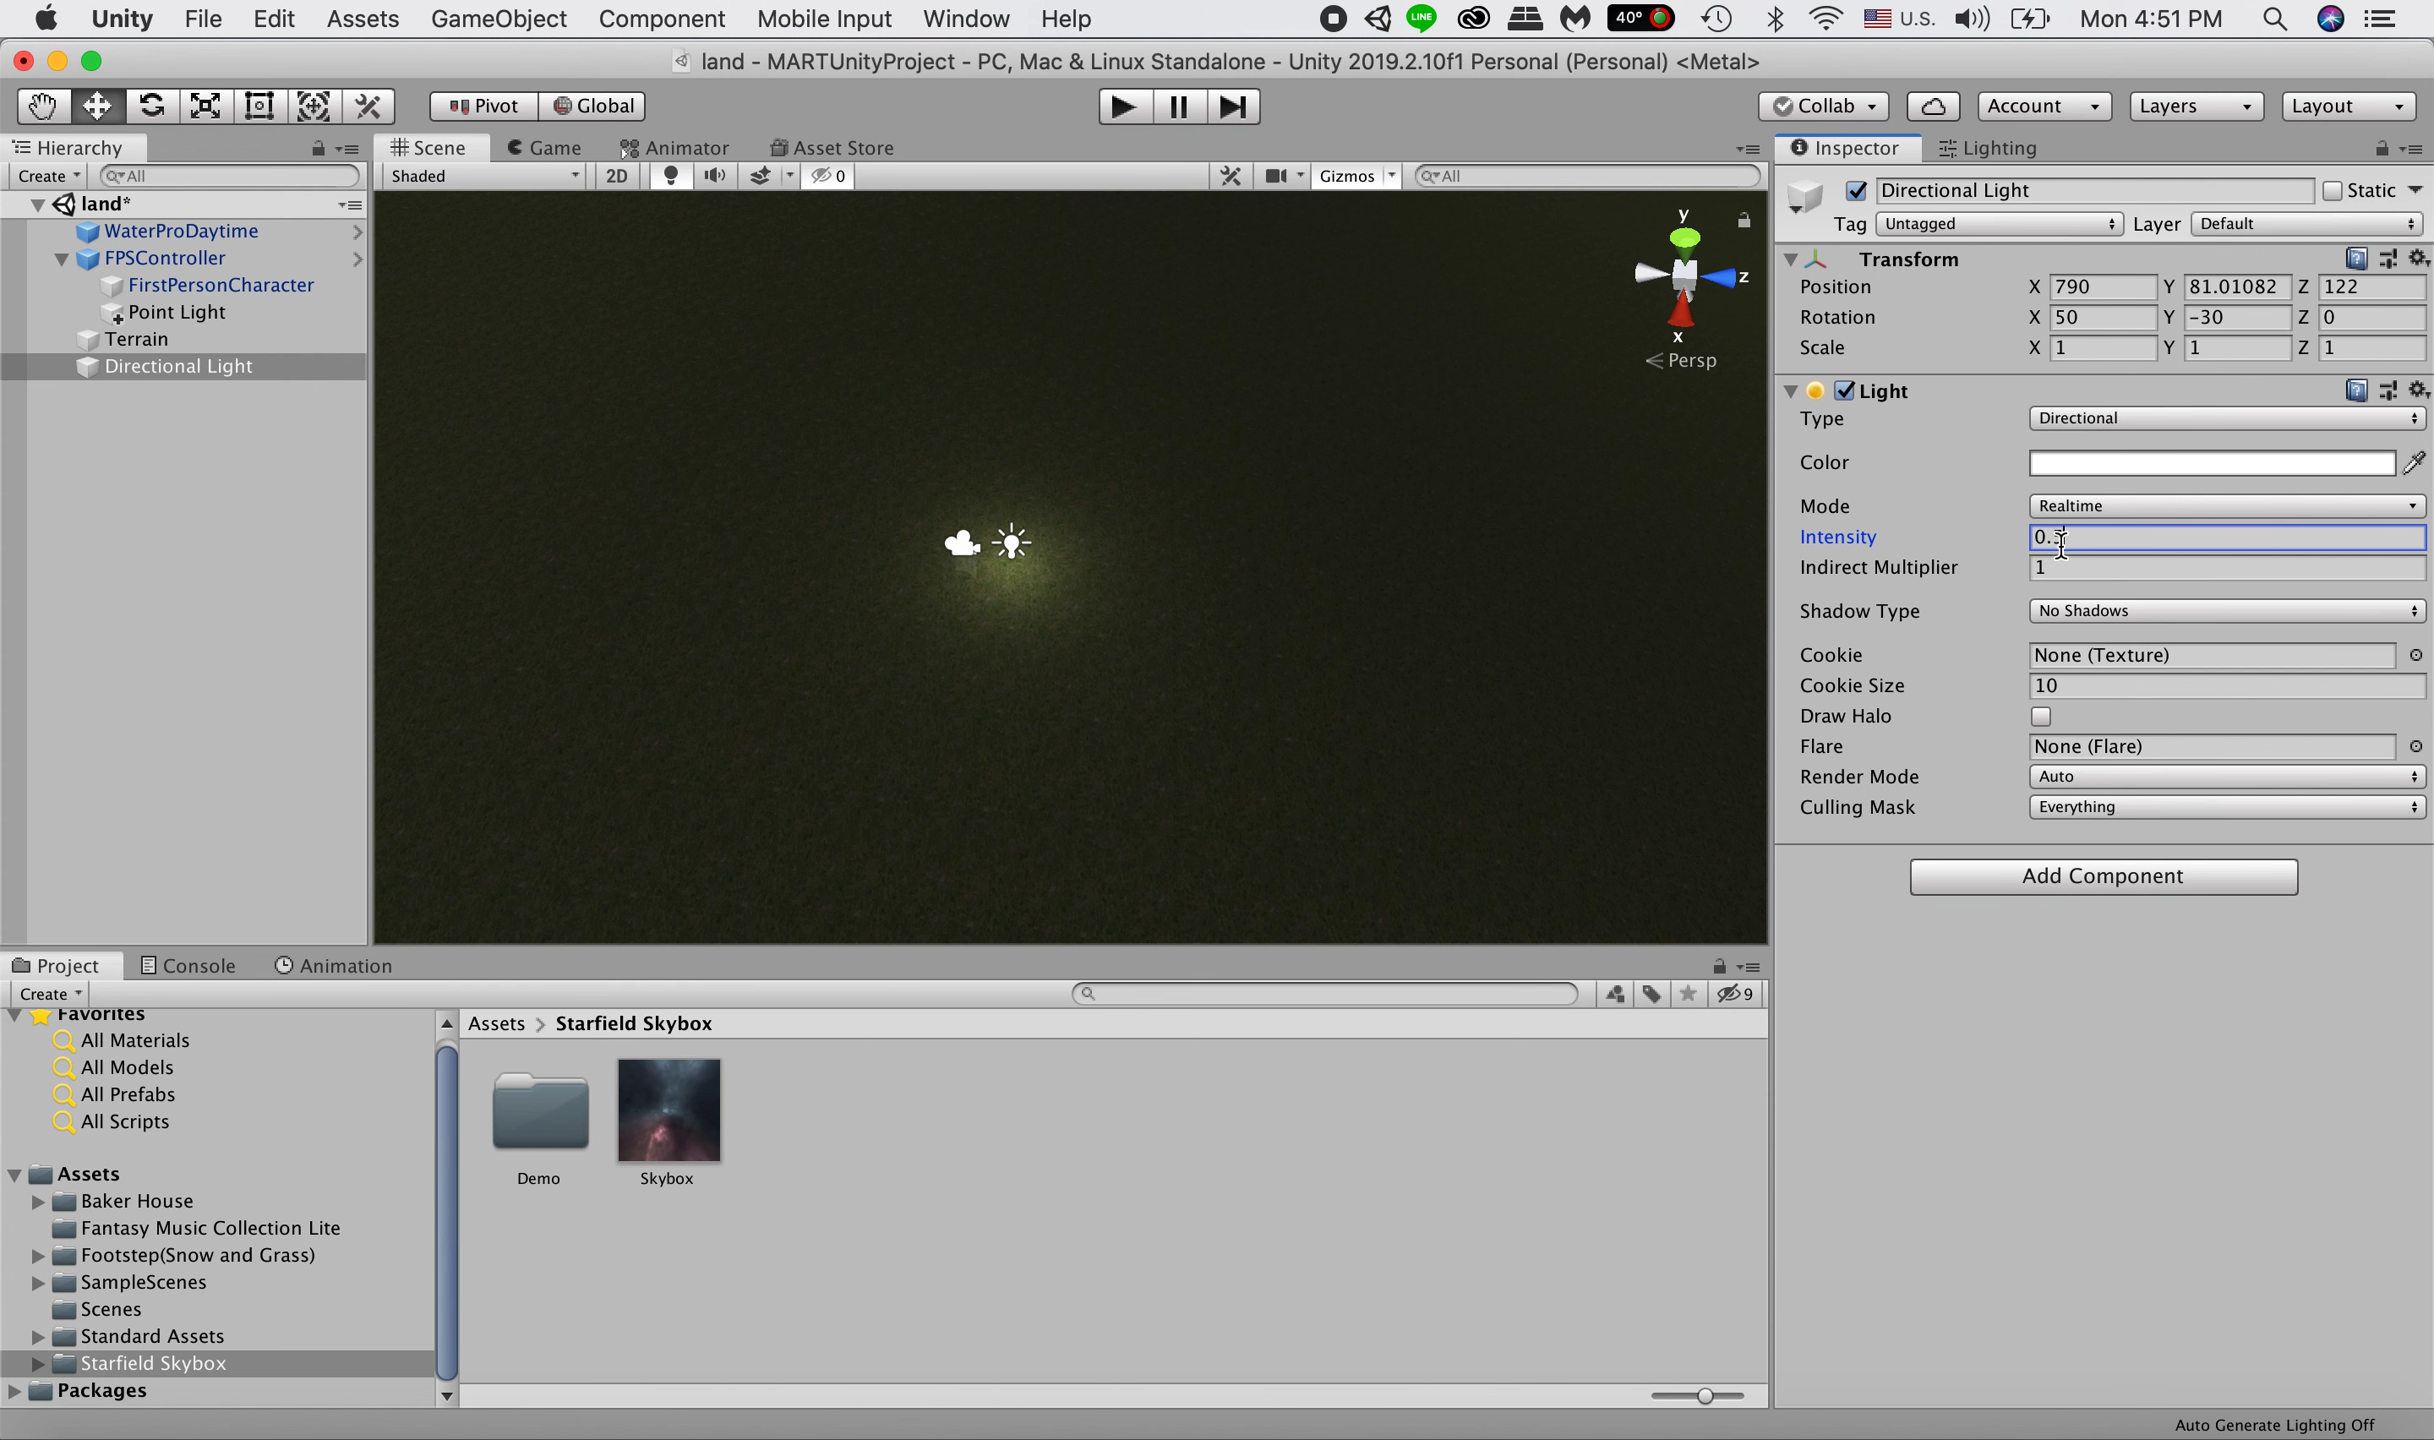 Unity File Edit Assets GameObject Component Mobile Input Window Help LINE 40° U.S. Mon 4:51 PM
land - MARTUnityProject - PC, Mac & Linux Standalone - Unity 2019.2.10f1 Personal (Personal) <Metal>
Pivot Global Collab Account Layers Layout
Hierarchy
Create All
land*
WaterProDaytime
FPSController
FirstPersonCharacter
Point Light
Terrain
Directional Light
Scene Game Animator Asset Store
Shaded 2D 0 Gizmos All
y
z
x
Persp
Inspector Lighting
Directional Light Static
Tag Untagged Layer Default
Transform
Position X 790 Y 81.01082 Z 122
Rotation X 50 Y -30 Z 0
Scale X 1 Y 1 Z 1
Light
Type Directional
Color
Mode Realtime
Intensity
Indirect Multiplier 1
Shadow Type No Shadows
Cookie None (Texture)
Cookie Size 10
Draw Halo
Flare None (Flare)
Render Mode Auto
Culling Mask Everything
Add Component
Project Console Animation
Create 9
Favorites
All Materials
All Models
All Prefabs
All Scripts
Assets
Baker House
Fantasy Music Collection Lite
Footstep(Snow and Grass)
SampleScenes
Scenes
Standard Assets
Starfield Skybox
Packages
Assets > Starfield Skybox
Demo
Skybox
Auto Generate Lighting Off